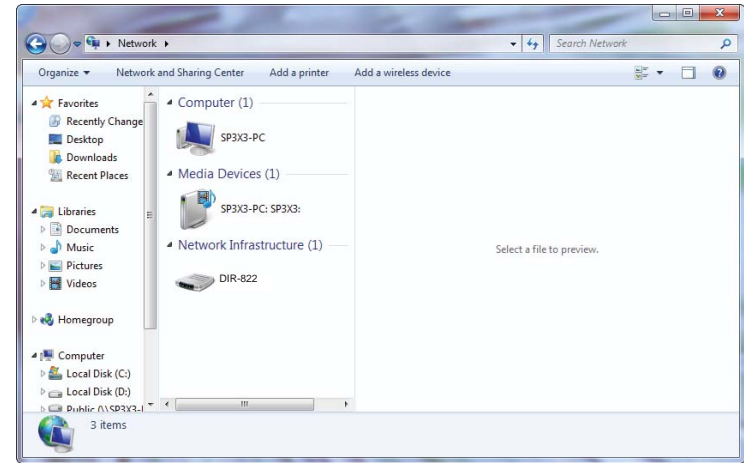 Network
Search Network
Organize Network and Sharing Center Add a printer Add a wireless device
Favorites
Recently Change
Desktop
Downloads
Recent Places
Libraries
Documents
Music
Pictures
Videos
Homegroup
Computer
Local Disk (C:)
Local Disk (D:)
Public (\\SP3X3-
Computer (1)
SP3X3-PC
Media Devices (1)
SP3X3-PC: SP3X3:
Network Infrastructure (1)
DIR-822
Select a file to preview.
3 items